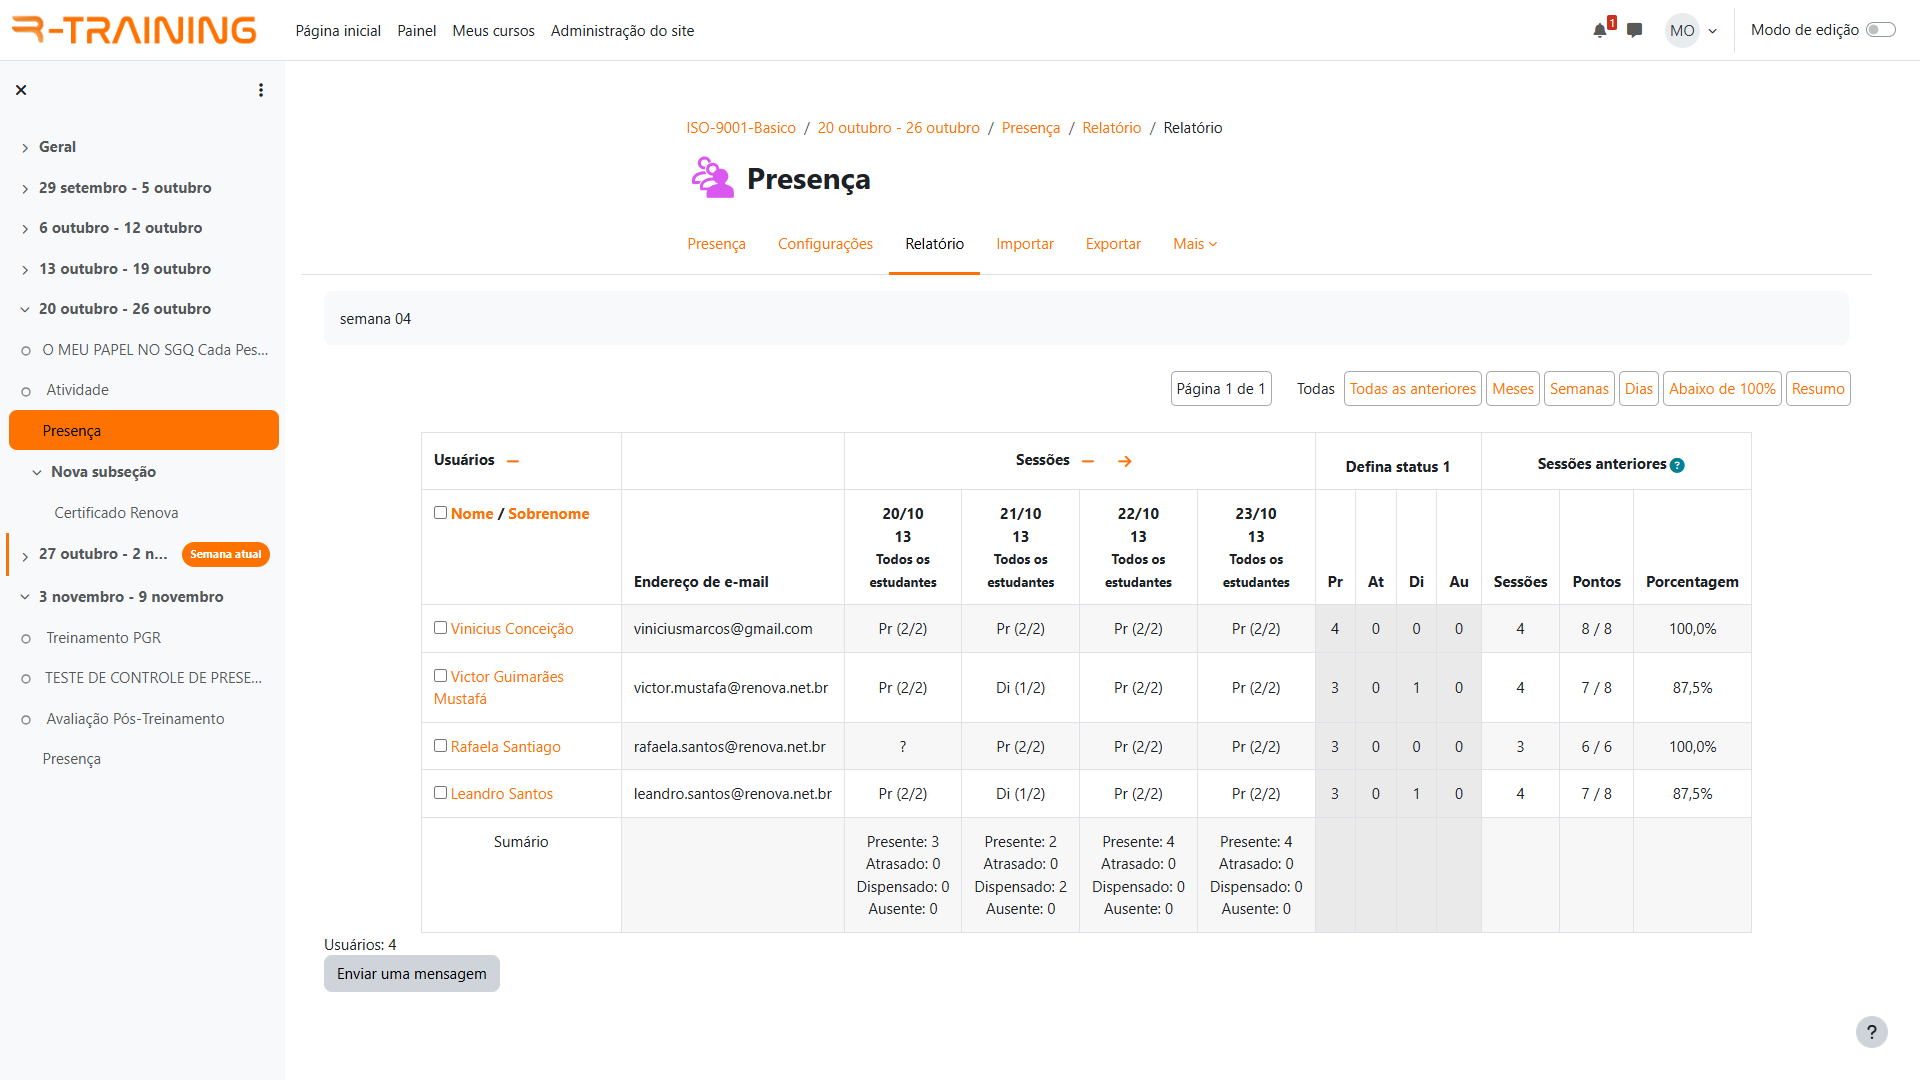 R-TRAINING
Página inicial Painel Meus cursos Administração do site
1
MO
Modo de edição
Geral
29 setembro - 5 outubro
6 outubro - 12 outubro
13 outubro - 19 outubro
20 outubro - 26 outubro
O MEU PAPEL NO SGQ Cada Pes...
Atividade
Presença
Nova subseção
Certificado Renova
27 outubro - 2 n... Semana atual
3 novembro - 9 novembro
Treinamento PGR
TESTE DE CONTROLE DE PRESE...
Avaliação Pós-Treinamento
Presença
ISO-9001-Basico / 20 outubro - 26 outubro / Presença / Relatório / Relatório
Presença
Presença Configurações Relatório Importar Exportar Mais
semana 04
Página 1 de 1 Todas Todas as anteriores Meses Semanas Dias Abaixo de 100% Resumo
Usuários Sessões Defina status 1 Sessões anteriores ?
Nome / Sobrenome Endereço de e-mail 20/10 13 Todos os estudantes 21/10 13 Todos os estudantes 22/10 13 Todos os estudantes 23/10 13 Todos os estudantes Pr At Di Au Sessões Pontos Porcentagem
Vinicius Conceição viniciusmarcos@gmail.com Pr (2/2) Pr (2/2) Pr (2/2) Pr (2/2) 4 0 0 0 4 8 / 8 100,0%
Victor Guimarães Mustafá victor.mustafa@renova.net.br Pr (2/2) Di (1/2) Pr (2/2) Pr (2/2) 3 0 1 0 4 7 / 8 87,5%
Rafaela Santiago rafaela.santos@renova.net.br ? Pr (2/2) Pr (2/2) Pr (2/2) 3 0 0 0 3 6 / 6 100,0%
Leandro Santos leandro.santos@renova.net.br Pr (2/2) Di (1/2) Pr (2/2) Pr (2/2) 3 0 1 0 4 7 / 8 87,5%
Sumário Presente: 3 Presente: 2 Presente: 4 Presente: 4
Atrasado: 0 Atrasado: 0 Atrasado: 0 Atrasado: 0
Dispensado: 0 Dispensado: 2 Dispensado: 0 Dispensado: 0
Ausente: 0 Ausente: 0 Ausente: 0 Ausente: 0
Usuários: 4
Enviar uma mensagem
?